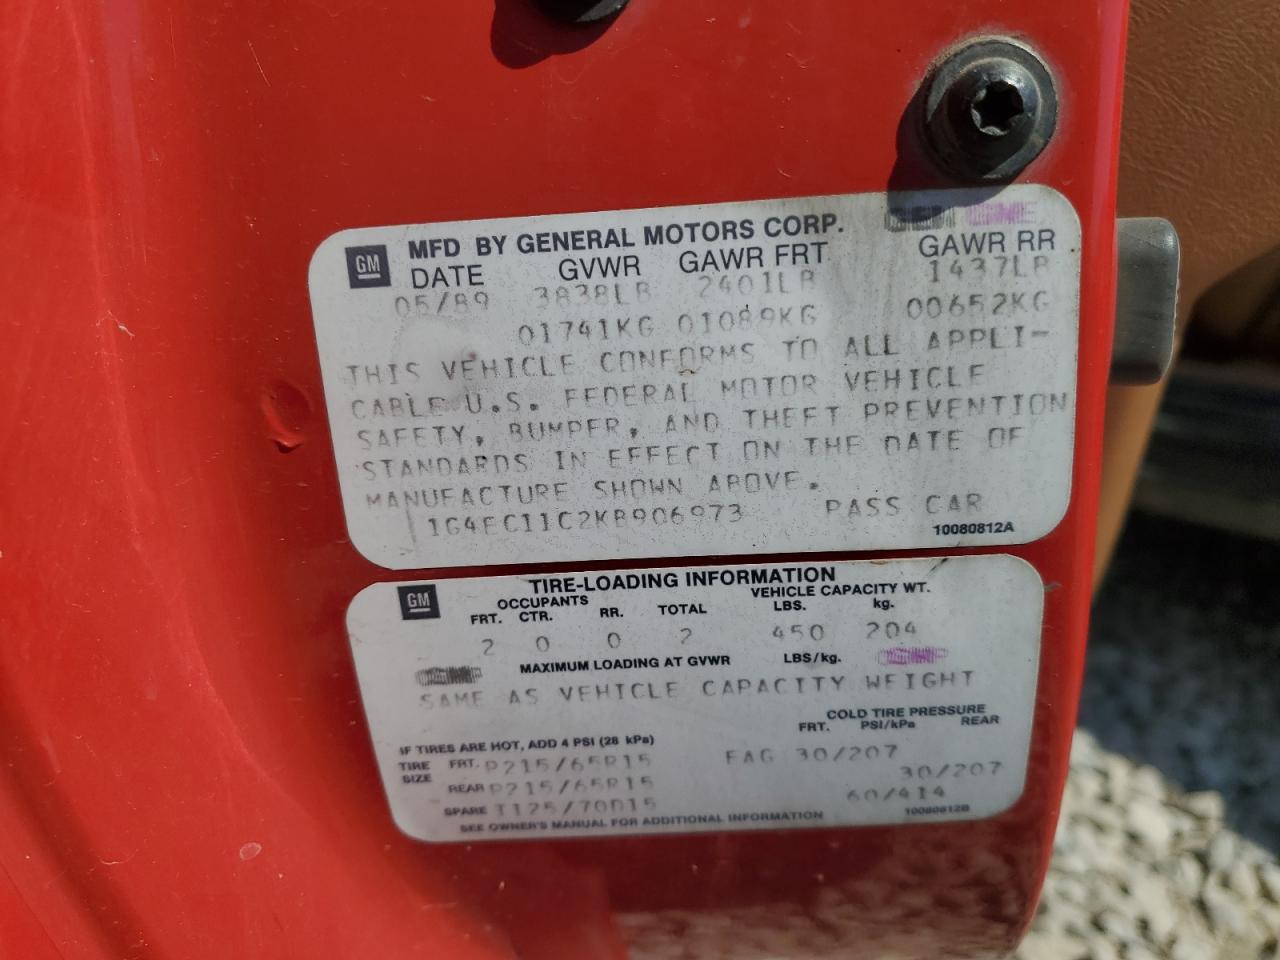 GM MFD BY GENERAL MOTORS CORP.
DATE GVWR GAWR FRT GAWR RR
05/89 3838LB 2401LB 1437LB
01741KG 01089KG 00652KG
THIS VEHICLE CONFORMS TO ALL APPLI-
CABLE U.S. FEDERAL MOTOR VEHICLE
SAFETY, BUMPER, AND THEFT PREVENTION
STANDARDS IN EFFECT ON THE DATE OF
MANUFACTURE SHOWN ABOVE.
1G4EC11C2KB906973 PASS CAR
10080812A
GM TIRE-LOADING INFORMATION
OCCUPANTS VEHICLE CAPACITY WT.
FRT. CTR. RR. TOTAL LBS. kg.
2 0 0 2 450 204
MAXIMUM LOADING AT GVWR LBS/kg.
SAME AS VEHICLE CAPACITY WEIGHT
COLD TIRE PRESSURE
FRT. PSI/kPa REAR
IF TIRES ARE HOT, ADD 4 PSI (28 kPa)
TIRE SIZE FRT. P215/65R15 EAG 30/207
REAR P215/65R15 30/207
SPARE T125/70D15 60/414
SEE OWNER'S MANUAL FOR ADDITIONAL INFORMATION 10080812B